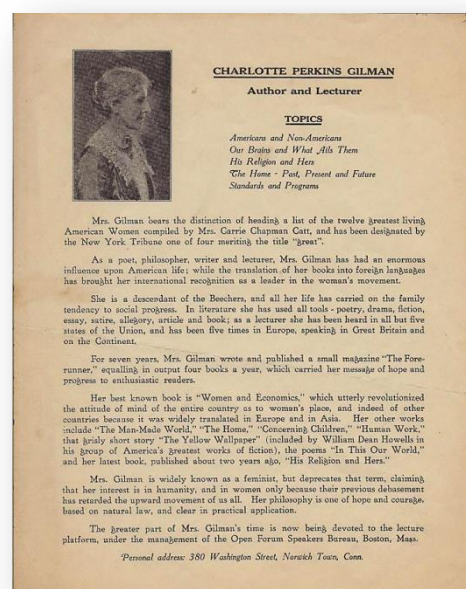 CHARLOTTE PERKINS GILMAN
Author and Lecturer
TOPICS
Americans and Non-Americans
Our Brains and What Ails Them
His Religion and Hers
The Home - Past, Present and Future
Standards and Programs
Mrs. Gilman bears the distinction of heading a list of the twelve greatest living
American Women compiled by Mrs. Carrie Chapman Catt, and has been designated by
the New York Tribune one of four meriting the title "great".
As a poet, philosopher, writer and lecturer, Mrs. Gilman has had an enormous
influence upon American life; while the translation of her books into foreign languages
has brought her international recognition as a leader in the woman's movement.
She is a descendant of the Beechers, and all her life has carried on the family
tendency to social progress. In literature she has used all tools - poetry, drama, fiction,
essay, satire, allegory, article and book; as a lecturer she has been heard in all but five
states of the Union, and has been five times in Europe, speaking in Great Britain and
on the Continent.
For seven years, Mrs. Gilman wrote and published a small magazine "The Fore-
runner," equalling in output four books a year, which carried her message of hope and
progress to enthusiastic readers.
Her best known book is "Women and Economics," which utterly revolutionized
the attitude of mind of the entire country as to woman's place, and indeed of other
countries because it was widely translated in Europe and in Asia. Her other works
include "The Man-Made World," "The Home," "Concerning Children," "Human Work,"
that grisly short story "The Yellow Wallpaper" (included by William Dean Howells in
his group of America's greatest works of fiction), the poems "In This Our World,"
and her latest book, published about two years ago, "His Religion and Hers."
Mrs. Gilman is widely known as a feminist, but deprecates that term, claiming
that her interest is in humanity, and in women only because their previous debasement
has retarded the upward movement of us all. Her philosophy is one of hope and courage,
based on natural law, and clear in practical application.
The greater part of Mrs. Gilman's time is now being devoted to the lecture
platform, under the management of the Open Forum Speakers Bureau, Boston, Mass.
Personal address: 380 Washington Street, Norwich Town, Conn.